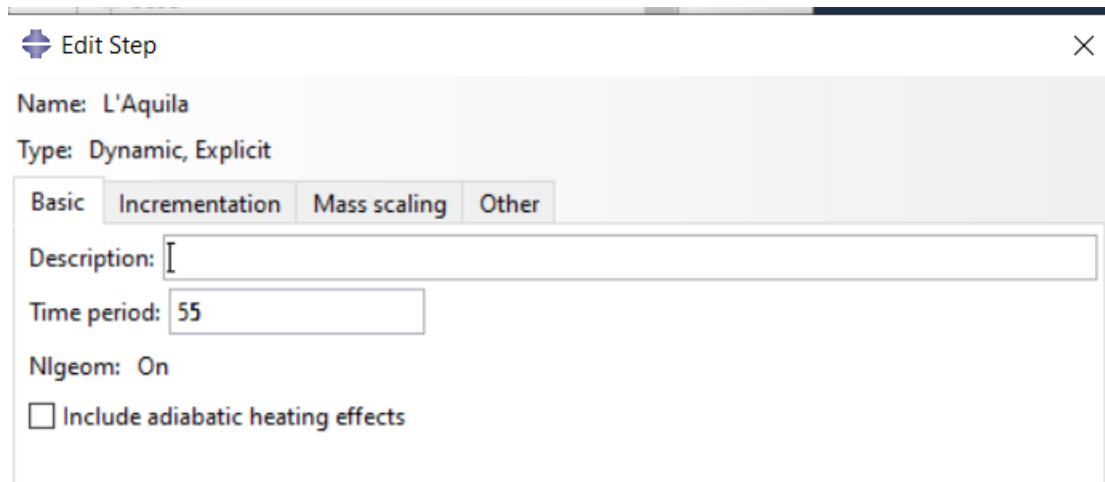 Edit Step
Name: L'Aquila
Type: Dynamic, Explicit
Basic Incrementation Mass scaling Other
Description:
Time period: 55
Nlgeom: On
Include adiabatic heating effects